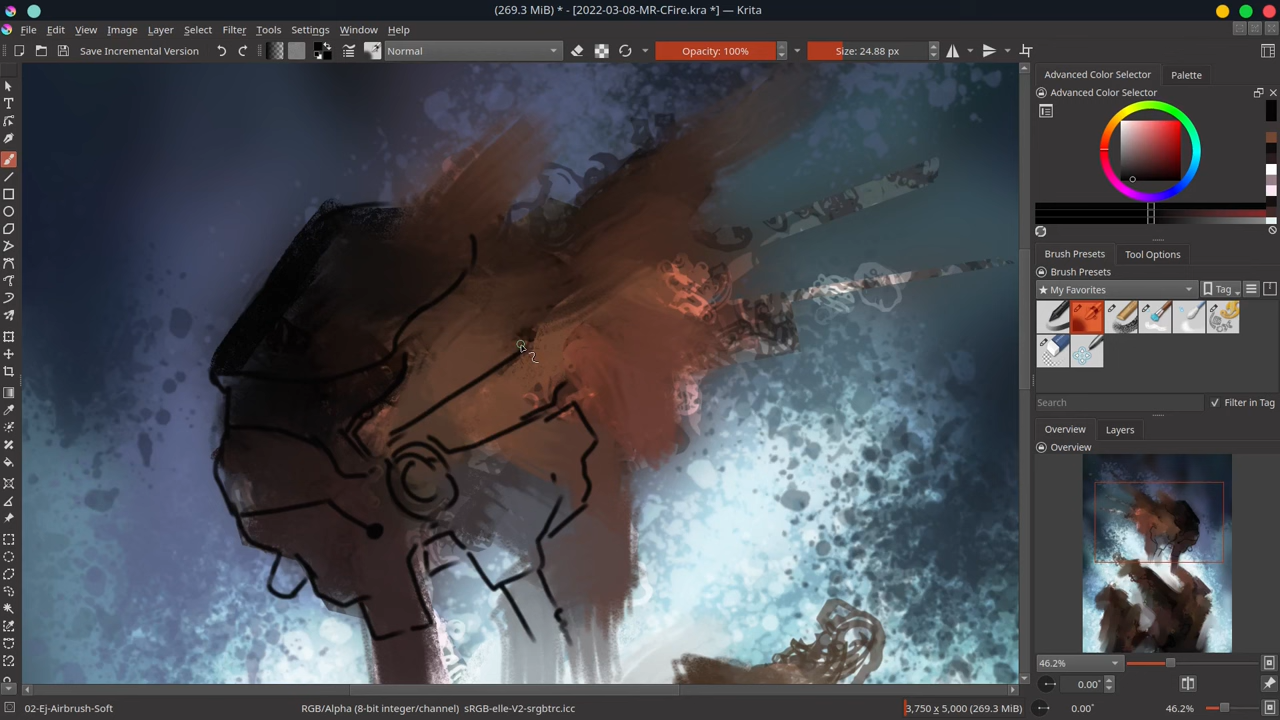 (269.3 MiB) * - [2022-03-08-MR-CFire.kra *] — Krita
File Edit View Image Layer Select Filter Tools Settings Window Help
Save Incremental Version Normal Opacity: 100% Size: 24.88 px
Advanced Color Selector Palette
Advanced Color Selector
Brush Presets Tool Options
Brush Presets
★ My Favorites Tag
Search Filter in Tag
Overview Layers
Overview
46.2%
0.00°
02-Ej-Airbrush-Soft RGB/Alpha (8-bit integer/channel) sRGB-elle-V2-srgbtrc.icc 3,750 x 5,000 (269.3 MiB) 0.00° 46.2%